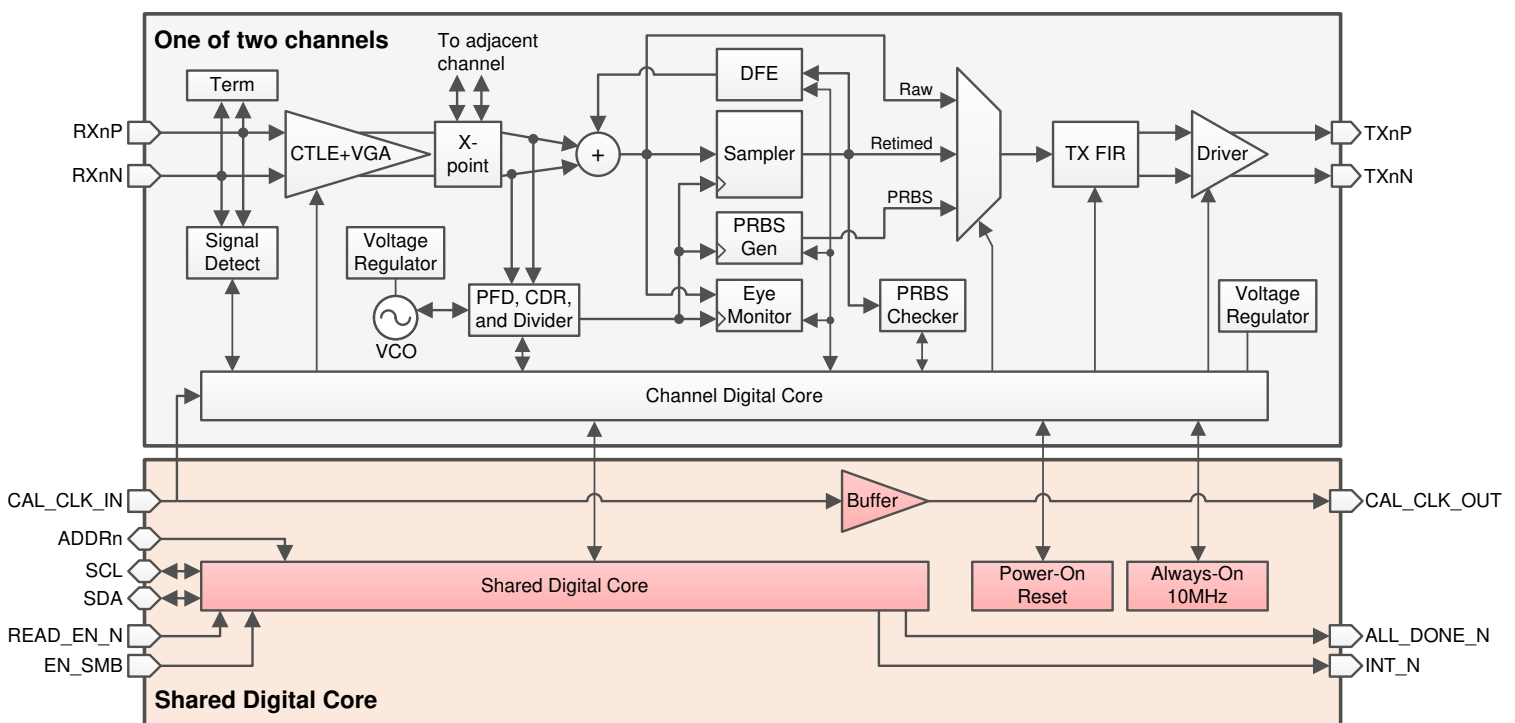 One of two channels
To adjacent
channel
Term
DFE
Raw
RXnP
RXnN
CTLE+VGA
X-
point
+
Sampler
Retimed
TX FIR
Driver
TXnP
TXnN
PRBS
PRBS
Gen
Signal
Detect
Voltage
Regulator
VCO
PFD, CDR,
and Divider
Eye
Monitor
PRBS
Checker
Voltage
Regulator
Channel Digital Core
CAL_CLK_IN
Buffer
CAL_CLK_OUT
ADDRn
SCL
SDA
Shared Digital Core
Power-On
Reset
Always-On
10MHz
READ_EN_N
EN_SMB
ALL_DONE_N
INT_N
Shared Digital Core